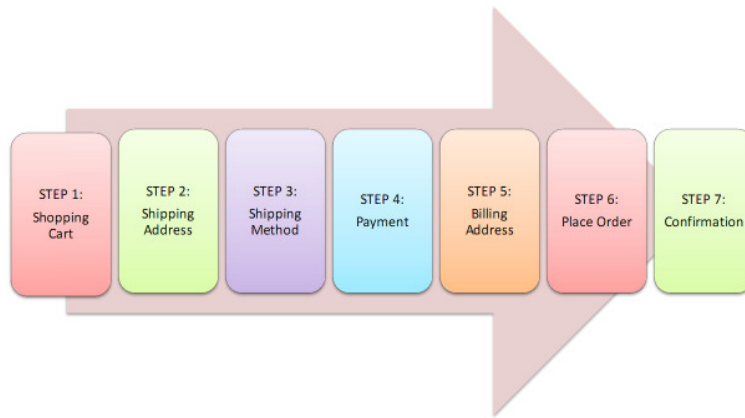 STEP 1:
Shopping
Cart
STEP 2:
Shipping
Address
STEP 3:
Shipping
Method
STEP 4:
Payment
STEP 5:
Billing
Address
STEP 6:
Place Order
STEP 7:
Confirmation